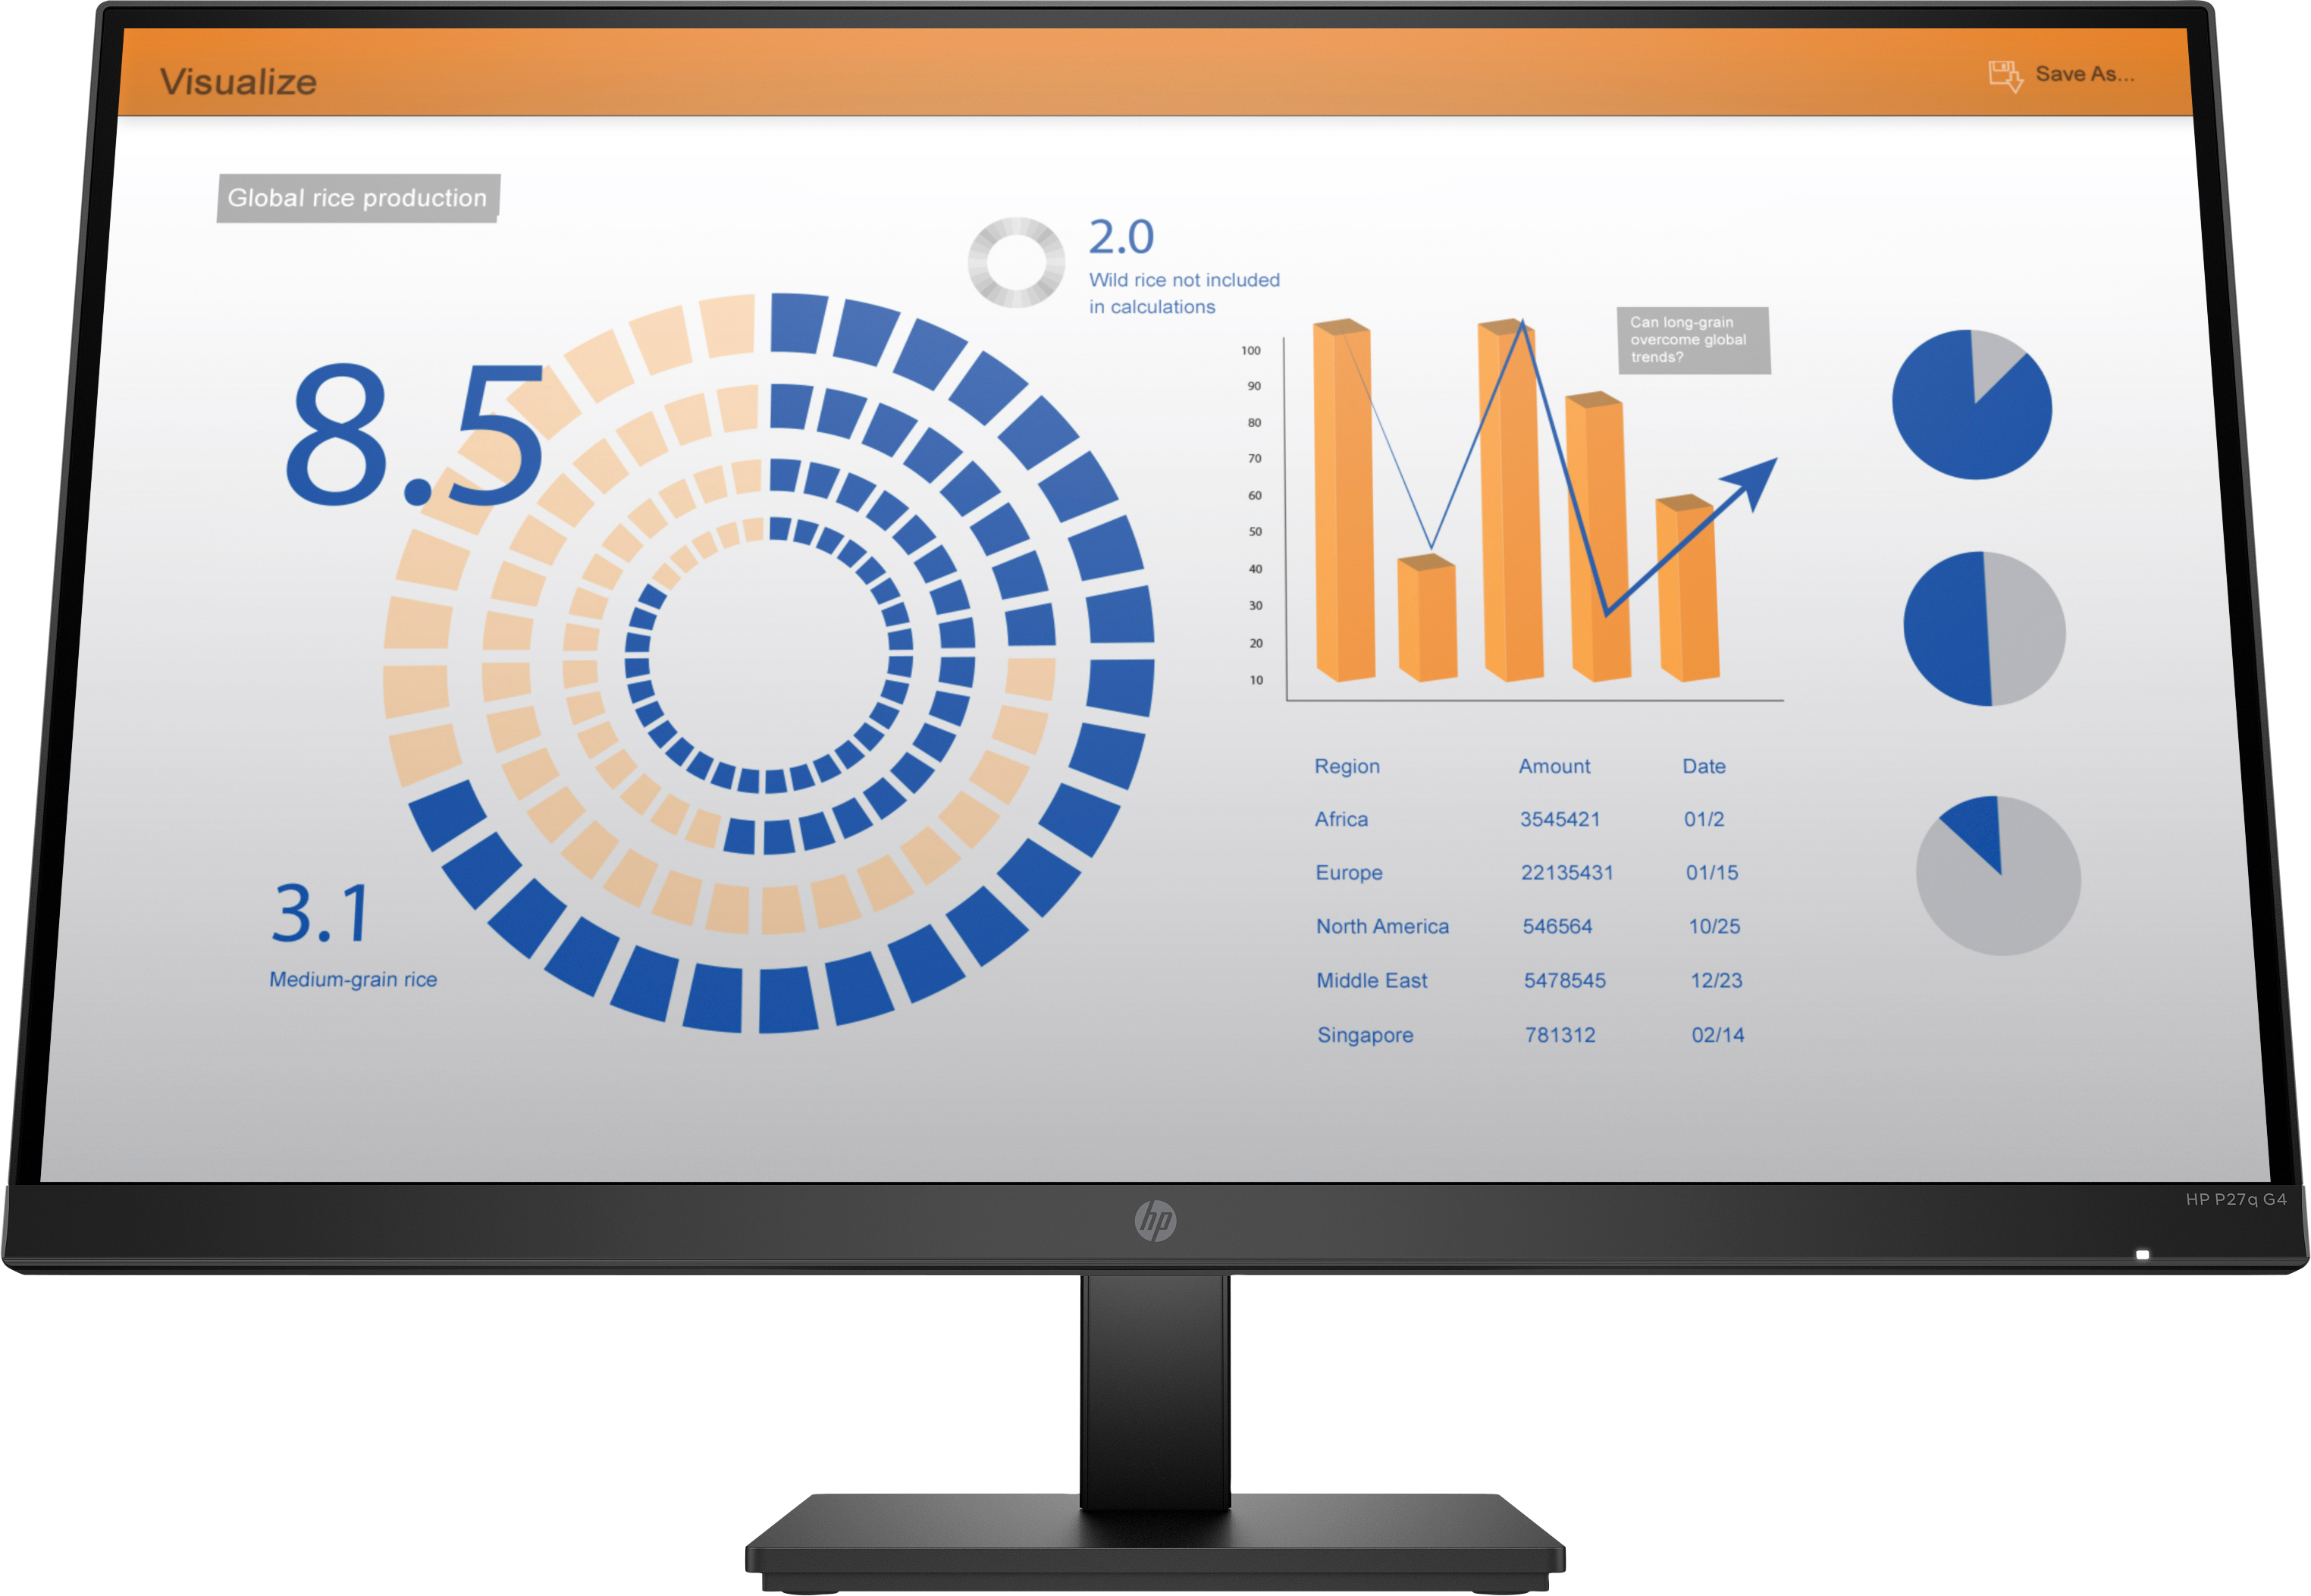 Visualize
Save As...
Global rice production
2.0
Wild rice not included
in calculations
8.5
3.1
Medium-grain rice
Can long-grain
overcome global
trends?
100
90
80
70
60
50
40
30
20
10
Region Amount Date
Africa 3545421 01/2
Europe 22135431 01/15
North America 546564 10/25
Middle East 5478545 12/23
Singapore 781312 02/14
HP P27q G4
hp